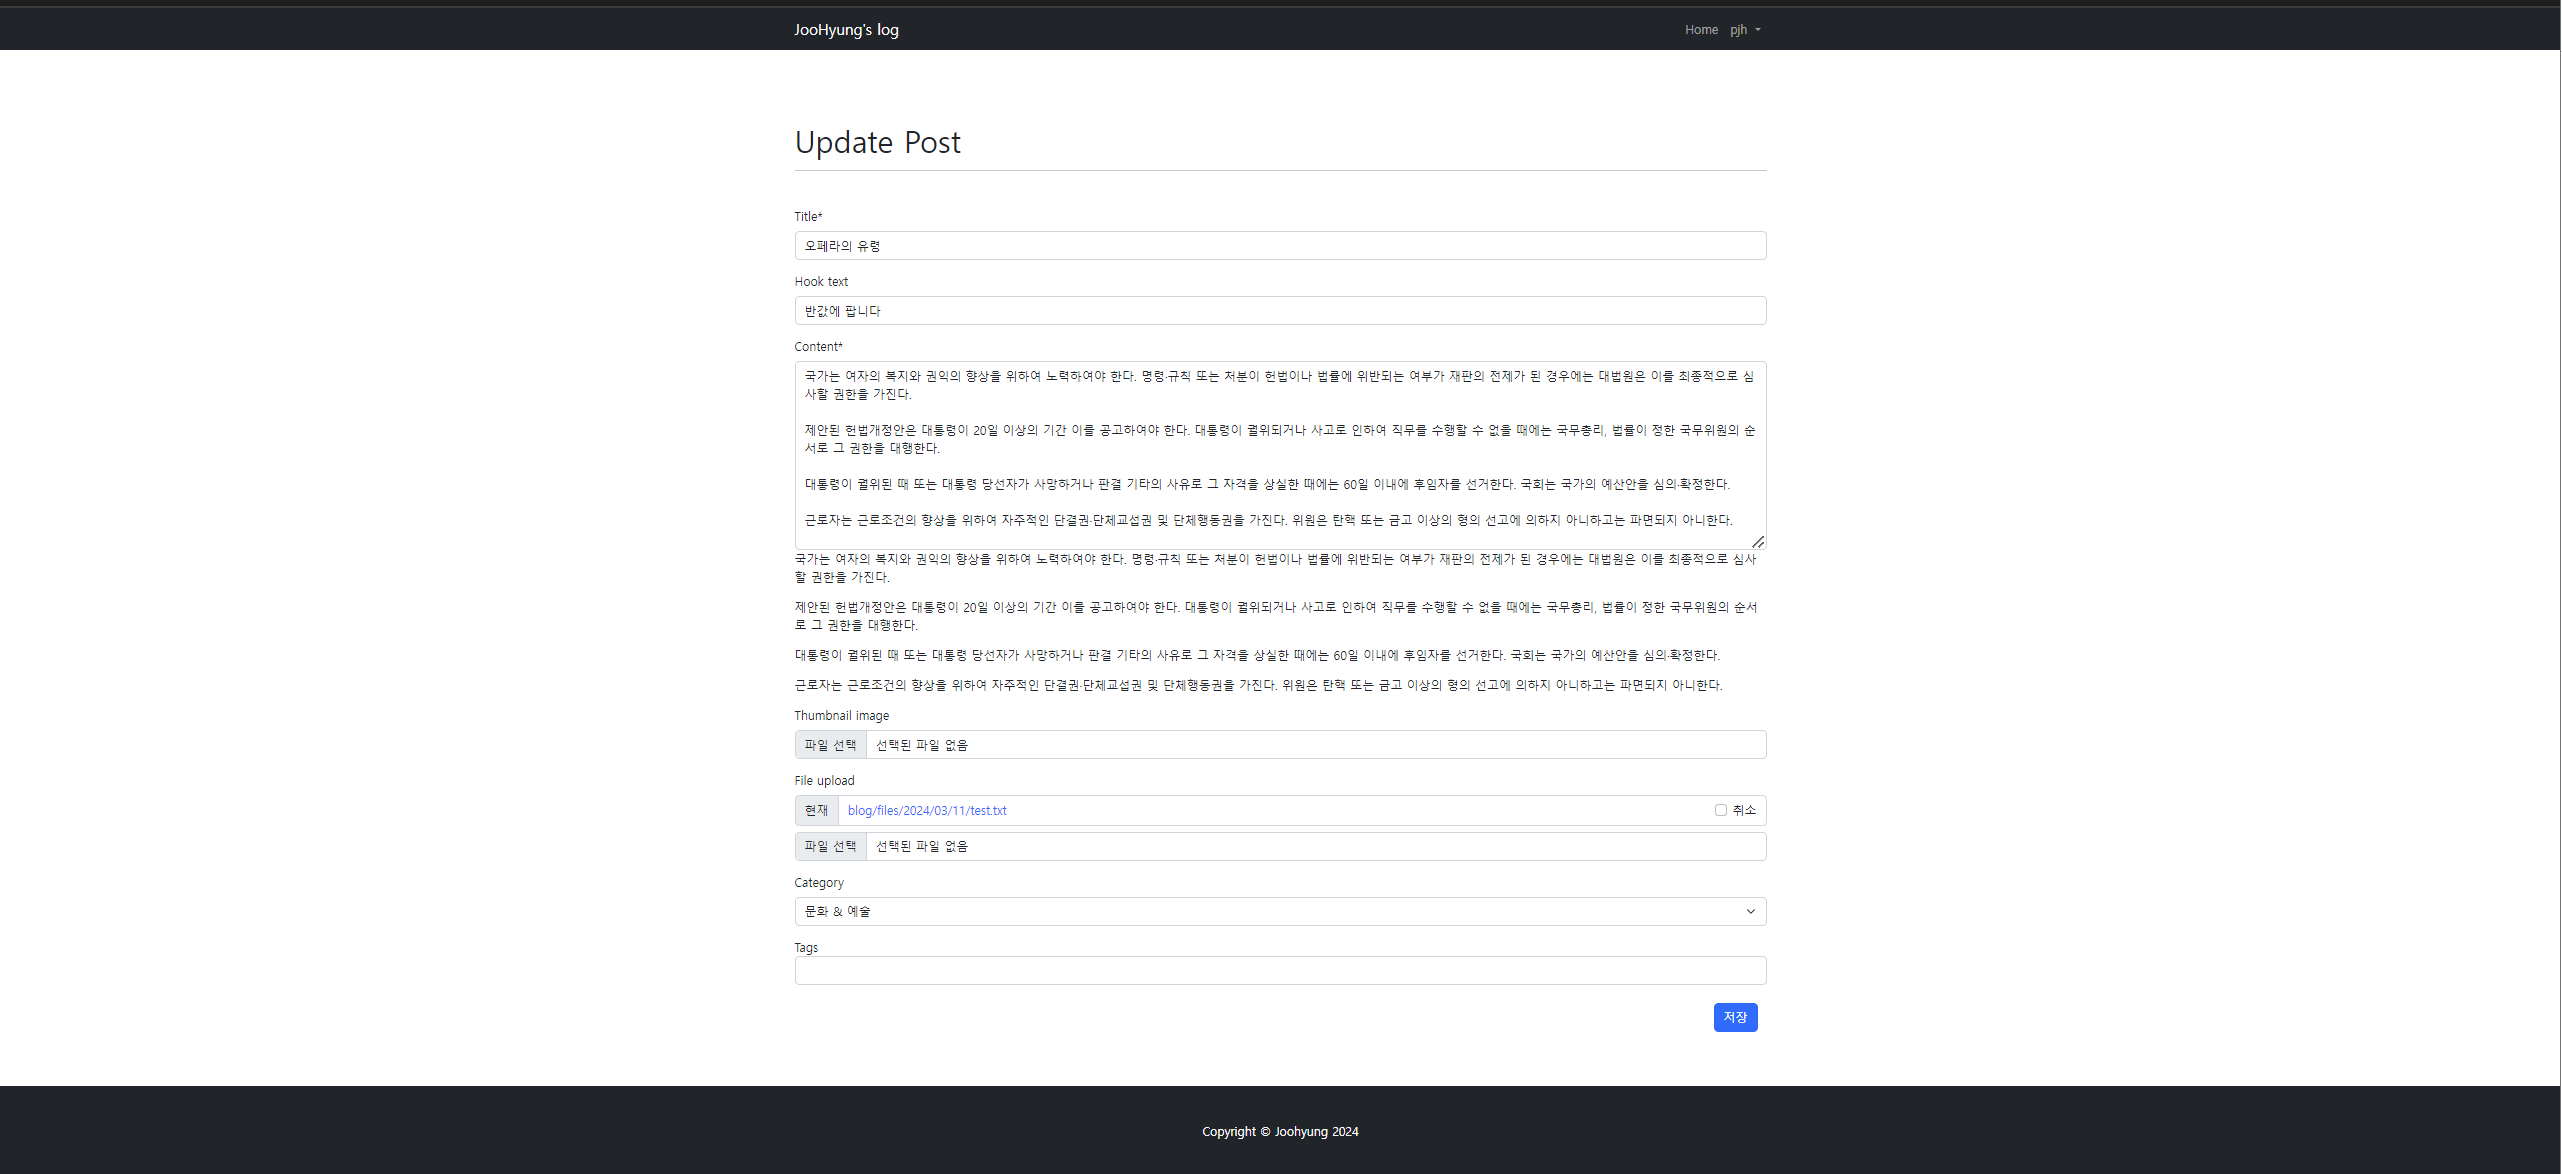 JooHyung's log
Home pjh
Update Post
Title*
오페라의 유령
Hook text
반값에 팝니다
Content*
국가는 여자의 복지와 권익의 향상을 위하여 노력하여야 한다. 명령·규칙 또는 처분이 헌법이나 법률에 위반되는 여부가 재판의 전제가 된 경우에는 대법원은 이를 최종적으로 심
사할 권한을 가진다.
제안된 헌법개정안은 대통령이 20일 이상의 기간 이를 공고하여야 한다. 대통령이 궐위되거나 사고로 인하여 직무를 수행할 수 없을 때에는 국무총리, 법률이 정한 국무위원의 순
서로 그 권한을 대행한다.
대통령이 궐위된 때 또는 대통령 당선자가 사망하거나 판결 기타의 사유로 그 자격을 상실한 때에는 60일 이내에 후임자를 선거한다. 국회는 국가의 예산안을 심의·확정한다.
근로자는 근로조건의 향상을 위하여 자주적인 단결권·단체교섭권 및 단체행동권을 가진다. 위원은 탄핵 또는 금고 이상의 형의 선고에 의하지 아니하고는 파면되지 아니한다.
국가는 여자의 복지와 권익의 향상을 위하여 노력하여야 한다. 명령·규칙 또는 처분이 헌법이나 법률에 위반되는 여부가 재판의 전제가 된 경우에는 대법원은 이를 최종적으로 심사
할 권한을 가진다.
제안된 헌법개정안은 대통령이 20일 이상의 기간 이를 공고하여야 한다. 대통령이 궐위되거나 사고로 인하여 직무를 수행할 수 없을 때에는 국무총리, 법률이 정한 국무위원의 순서
로 그 권한을 대행한다.
대통령이 궐위된 때 또는 대통령 당선자가 사망하거나 판결 기타의 사유로 그 자격을 상실한 때에는 60일 이내에 후임자를 선거한다. 국회는 국가의 예산안을 심의·확정한다.
근로자는 근로조건의 향상을 위하여 자주적인 단결권·단체교섭권 및 단체행동권을 가진다. 위원은 탄핵 또는 금고 이상의 형의 선고에 의하지 아니하고는 파면되지 아니한다.
Thumbnail image
파일 선택 선택된 파일 없음
File upload
현재 blog/files/2024/03/11/test.txt 취소
파일 선택 선택된 파일 없음
Category
문화 & 예술
Tags
저장
Copyright © Joohyung 2024